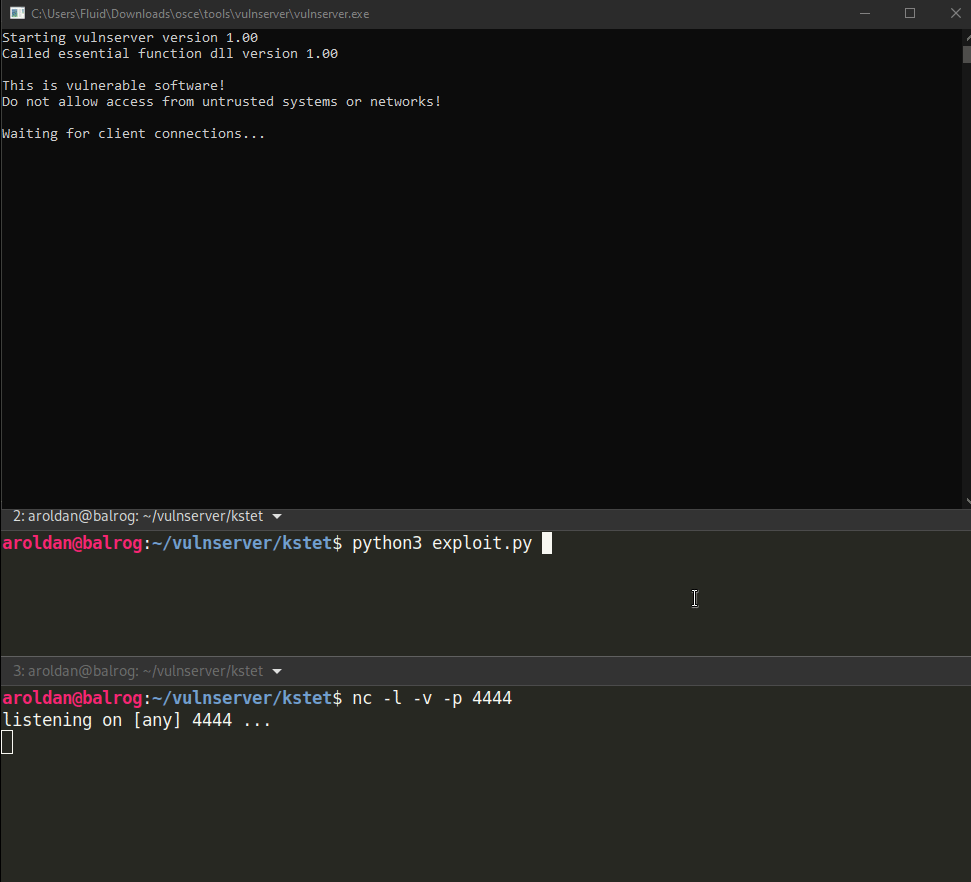 C:\Users\Fluid\Downloads\osce\tools\vulnserver\vulnserver.exe
Starting vulnserver version 1.00
Called essential function dll version 1.00
This is vulnerable software!
Do not allow access from untrusted systems or networks!
Waiting for client connections...
2: aroldan@balrog: ~/vulnserver/kstet
aroldan@balrog:~/vulnserver/kstet$ python3 exploit.py
3: aroldan@balrog: ~/vulnserver/kstet
aroldan@balrog:~/vulnserver/kstet$ nc -l -v -p 4444
listening on [any] 4444 ...